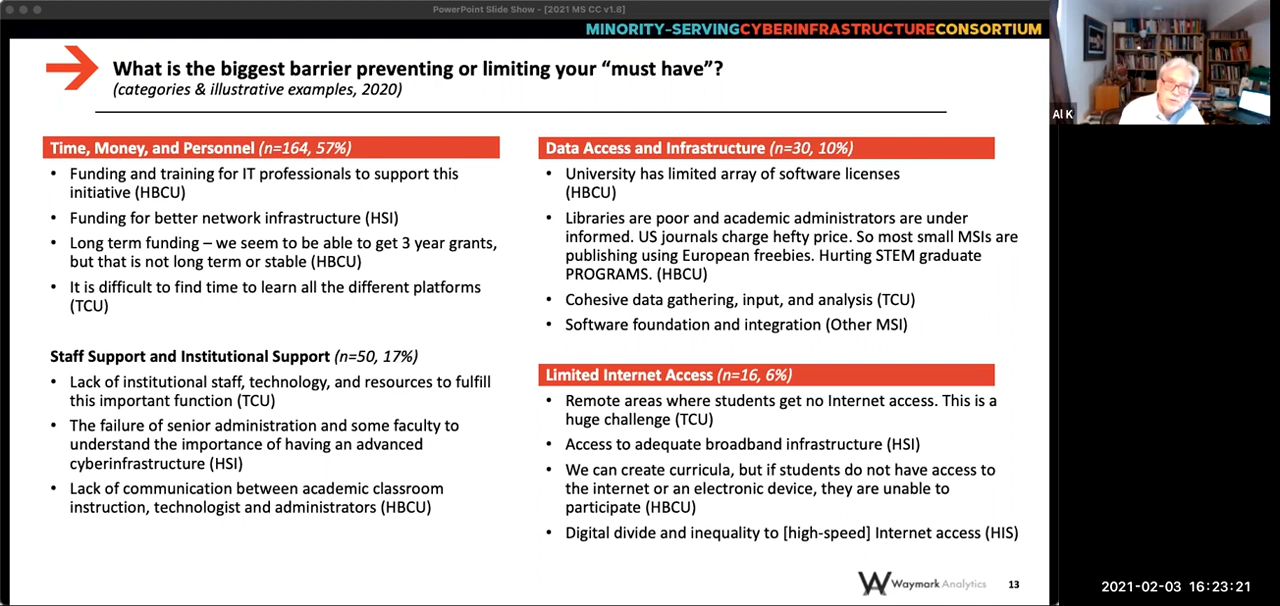 PowerPoint Slide Show - [2021 MS CC v1.8]
MINORITY-SERVINGCYBERINFRASTRUCTURECONSORTIUM
What is the biggest barrier preventing or limiting your “must have”?
(categories & illustrative examples, 2020)
Time, Money, and Personnel (n=164, 57%)
• Funding and training for IT professionals to support this
initiative (HBCU)
• Funding for better network infrastructure (HSI)
• Long term funding – we seem to be able to get 3 year grants,
but that is not long term or stable (HBCU)
• It is difficult to find time to learn all the different platforms
(TCU)
Staff Support and Institutional Support (n=50, 17%)
• Lack of institutional staff, technology, and resources to fulfill
this important function (TCU)
• The failure of senior administration and some faculty to
understand the importance of having an advanced
cyberinfrastructure (HSI)
• Lack of communication between academic classroom
instruction, technologist and administrators (HBCU)
Data Access and Infrastructure (n=30, 10%)
• University has limited array of software licenses
(HBCU)
• Libraries are poor and academic administrators are under
informed. US journals charge hefty price. So most small MSIs are
publishing using European freebies. Hurting STEM graduate
PROGRAMS. (HBCU)
• Cohesive data gathering, input, and analysis (TCU)
• Software foundation and integration (Other MSI)
Limited Internet Access (n=16, 6%)
• Remote areas where students get no Internet access. This is a
huge challenge (TCU)
• Access to adequate broadband infrastructure (HSI)
• We can create curricula, but if students do not have access to
the internet or an electronic device, they are unable to
participate (HBCU)
• Digital divide and inequality to [high-speed] Internet access (HIS)
Waymark Analytics
13
Al K
2021-02-03 16:23:21